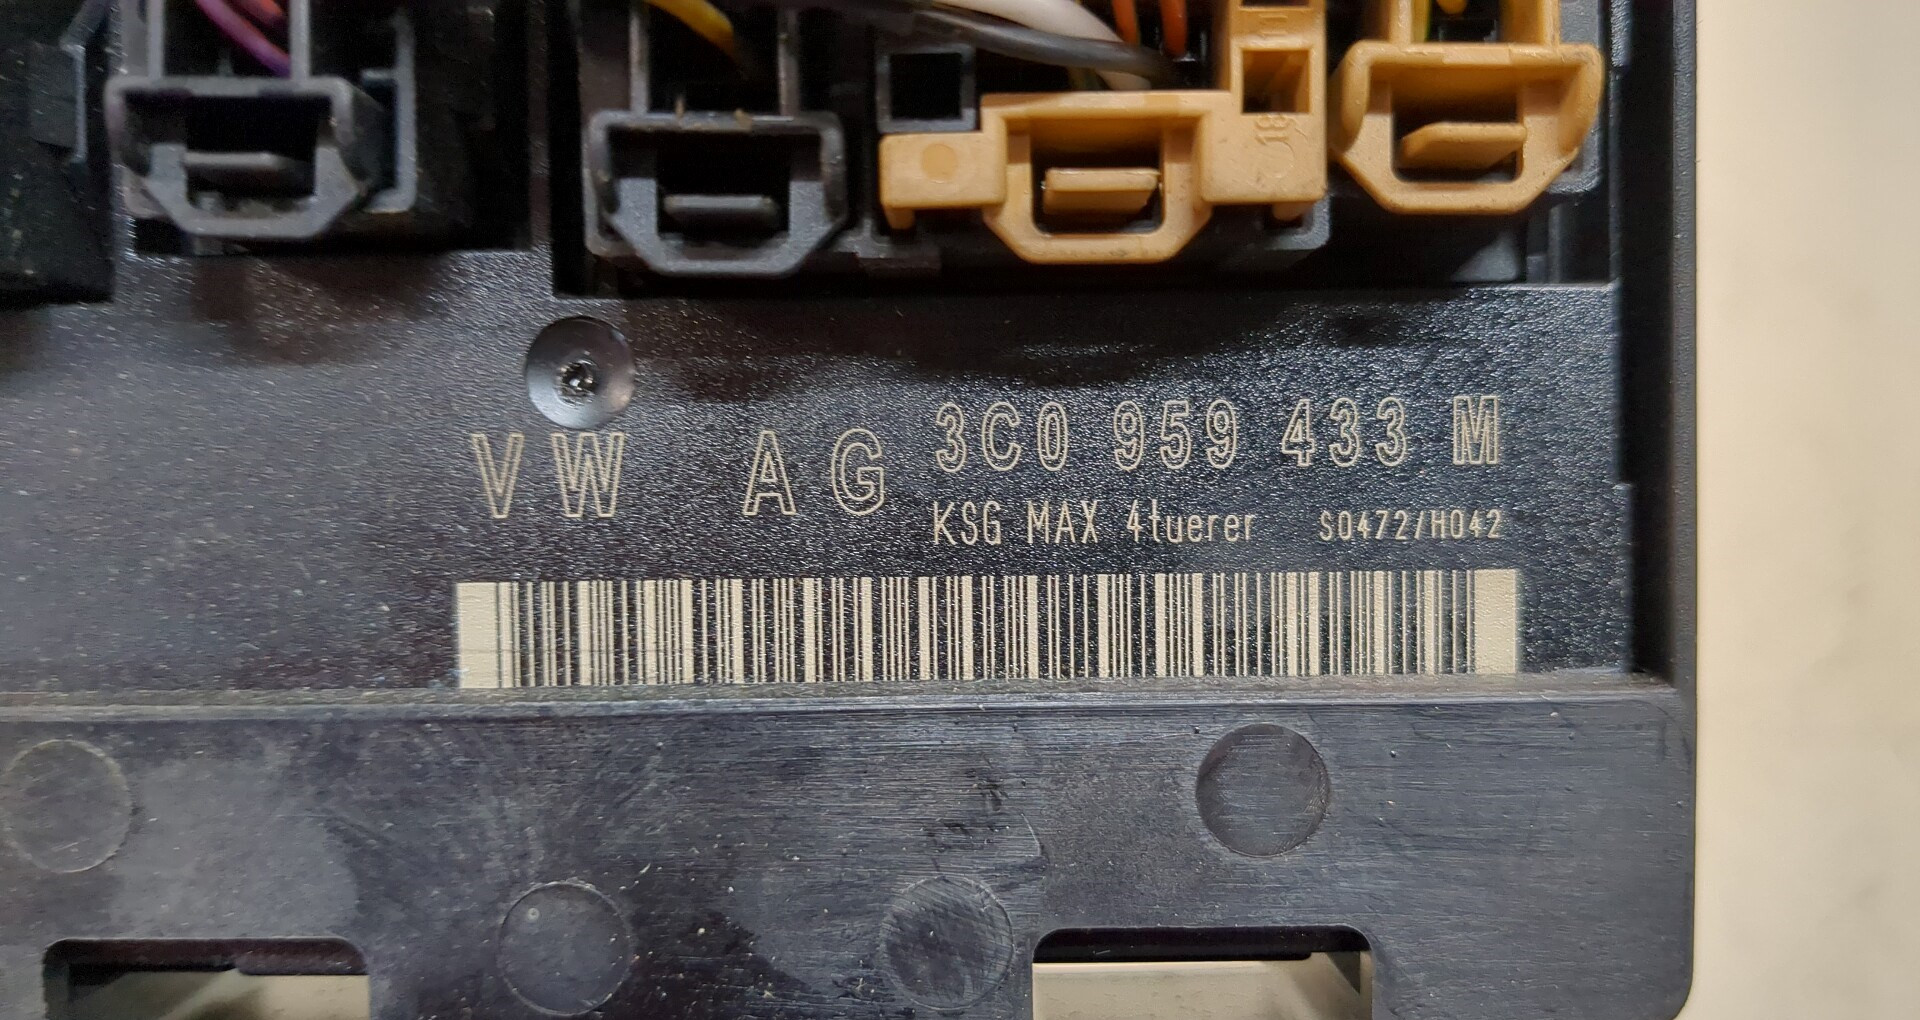 VW AG 3C0 959 433 M
KSG MAX 4tuerer S0472/H042